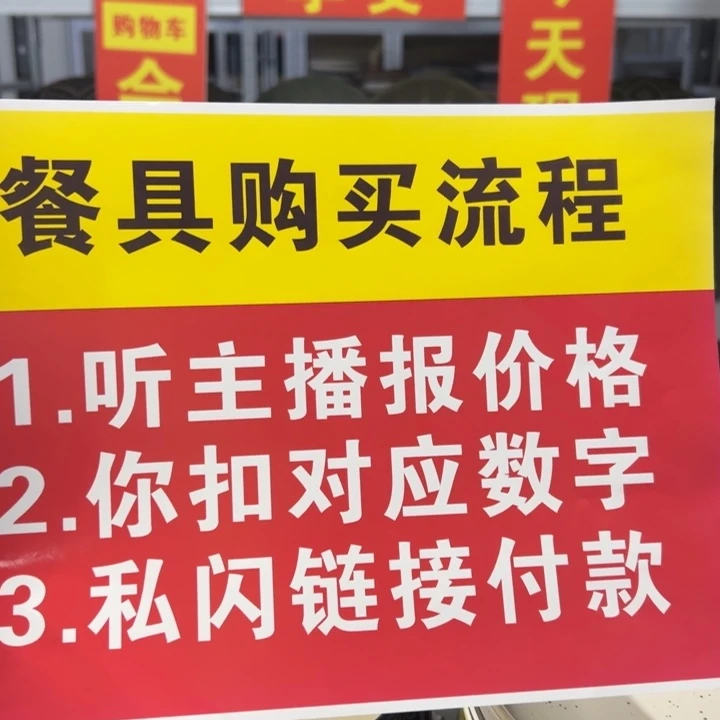 购物车
天
餐具购买流程
1.听主播报价格
2.你扣对应数字
3.私闪链接付款